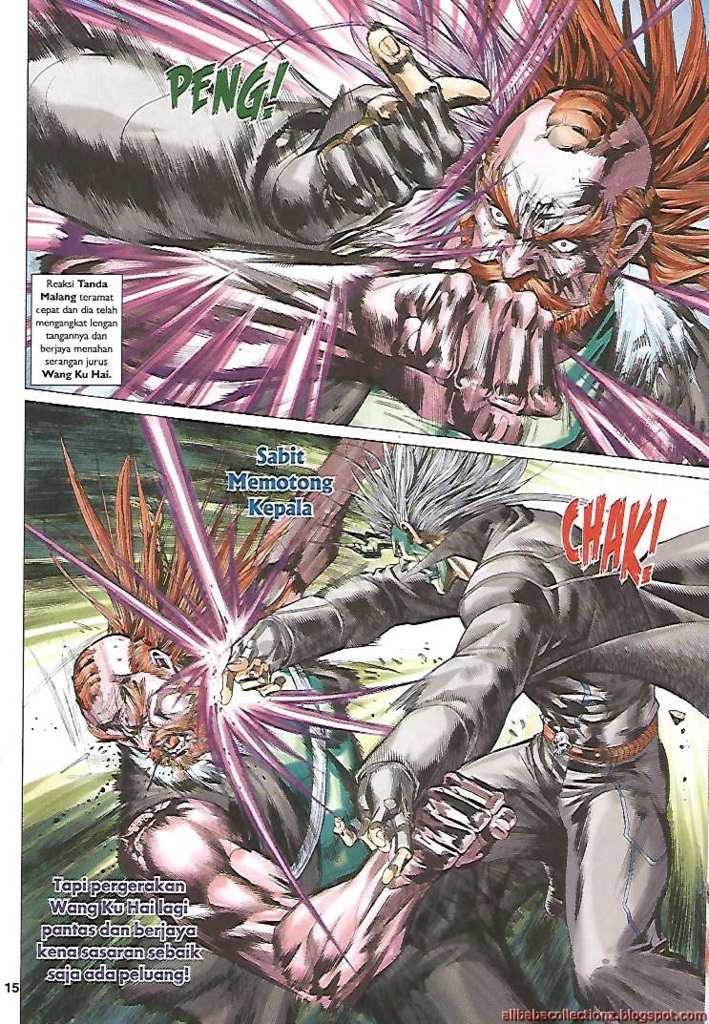 PENG!
Reaksi Tanda
Malang teramat
cepat dan dia telah
mengangkat lengan
tangannya dan
berjaya menahan
serangan jurus
Wang Ku Hai.
Sabit
Memotong
Kepala
CHAK!
Tapi pergerakan
Wang Ku Hai lagi
pantas dan berjaya
kena sasaran sebaik
saja ada peluang!
15
alibabacollectionz.blogspot.com